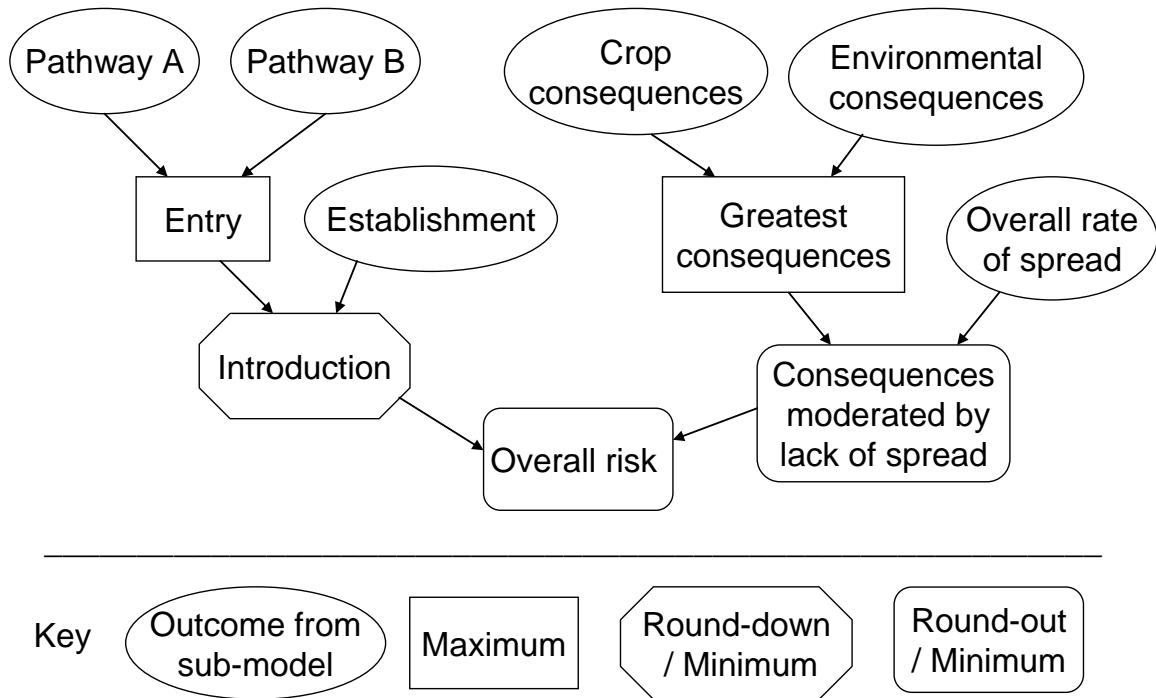 Pathway A
Pathway B
Crop
consequences
Environmental
consequences
Entry
Establishment
Greatest
consequences
Overall rate
of spread
Introduction
Consequences
moderated by
lack of spread
Overall risk
Key
Outcome from
sub-model
Maximum
Round-down
/ Minimum
Round-out
/ Minimum